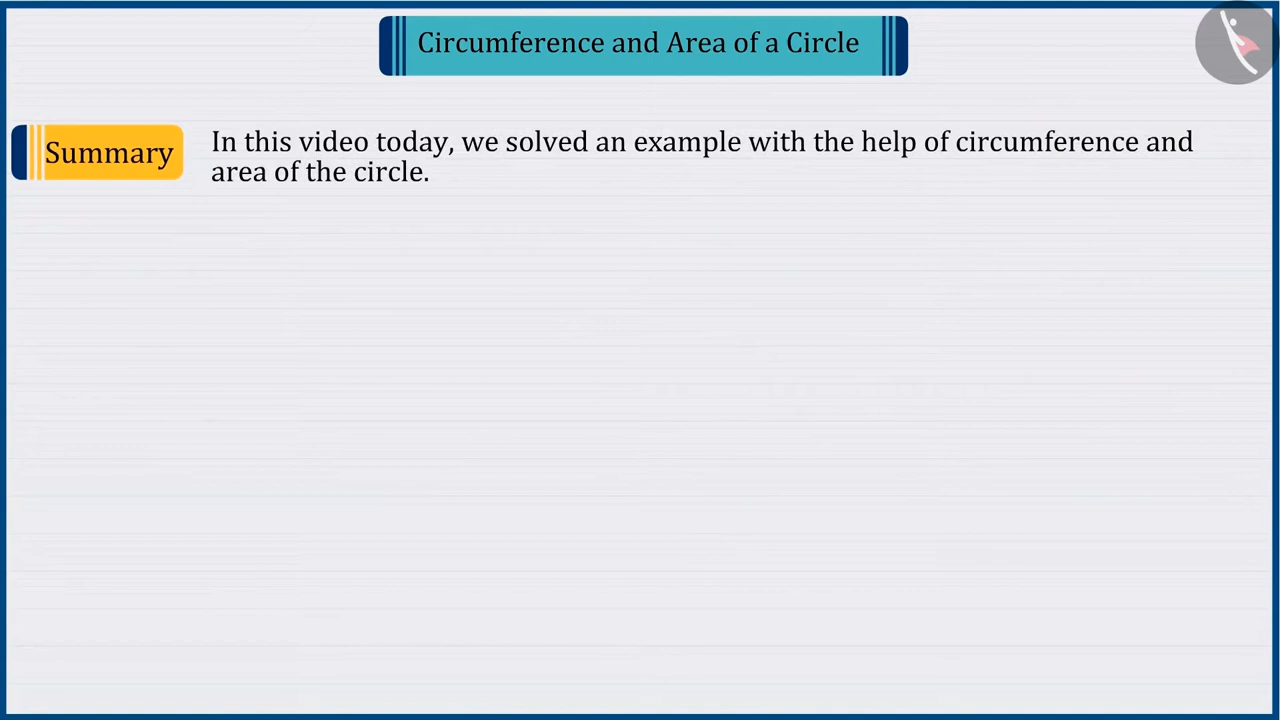 Circumference and Area of a Circle
Summary
In this video today, we solved an example with the help of circumference and
area of the circle.